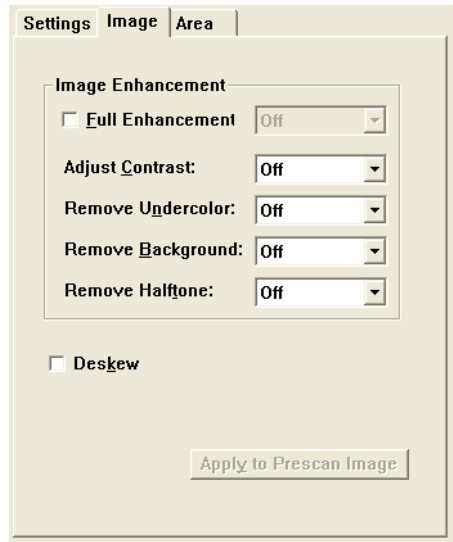 Settings Image Area
Image Enhancement
Full Enhancement Off
Adjust Contrast: Off
Remove Undercolor: Off
Remove Background: Off
Remove Halftone: Off
Deskew
Apply to Prescan Image